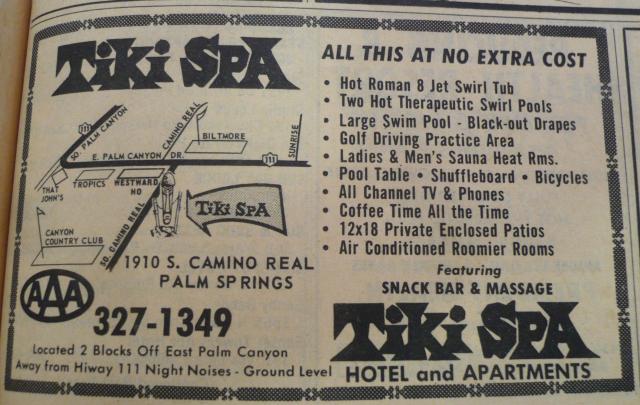 TIKI SPA
SO. PALM CANYON
111
CAMINO REAL
BILTMORE
SUNRISE
E. PALM CANYON DR.
111
THAT JOHN'S
TROPICS
WESTWARD HO
SO. CAMINO REAL
TIKI SPA
CANYON COUNTRY CLUB
1910 S. CAMINO REAL
PALM SPRINGS
AAA
327-1349
Located 2 Blocks Off East Palm Canyon
Away from Hiway 111 Night Noises - Ground Level
ALL THIS AT NO EXTRA COST
• Hot Roman 8 Jet Swirl Tub
• Two Hot Therapeutic Swirl Pools
• Large Swim Pool - Black-out Drapes
• Golf Driving Practice Area
• Ladies & Men's Sauna Heat Rms.
• Pool Table • Shuffleboard • Bicycles
• All Channel TV & Phones
• Coffee Time All the Time
• 12x18 Private Enclosed Patios
• Air Conditioned Roomier Rooms
Featuring
SNACK BAR & MASSAGE
TIKI SPA
HOTEL and APARTMENTS